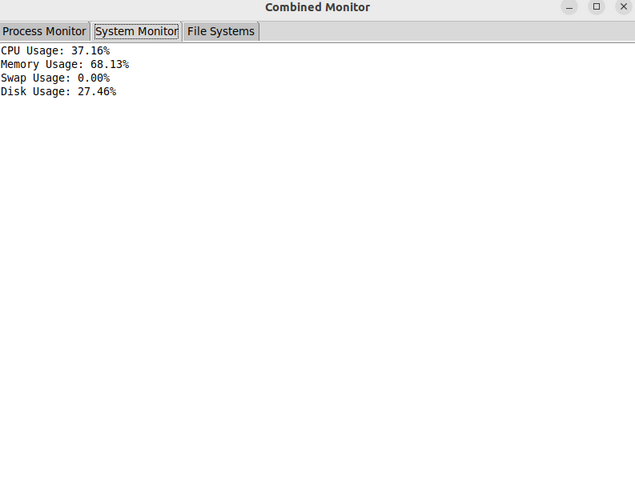 Combined Monitor
Process Monitor System Monitor File Systems
CPU Usage: 37.16%
Memory Usage: 68.13%
Swap Usage: 0.00%
Disk Usage: 27.46%